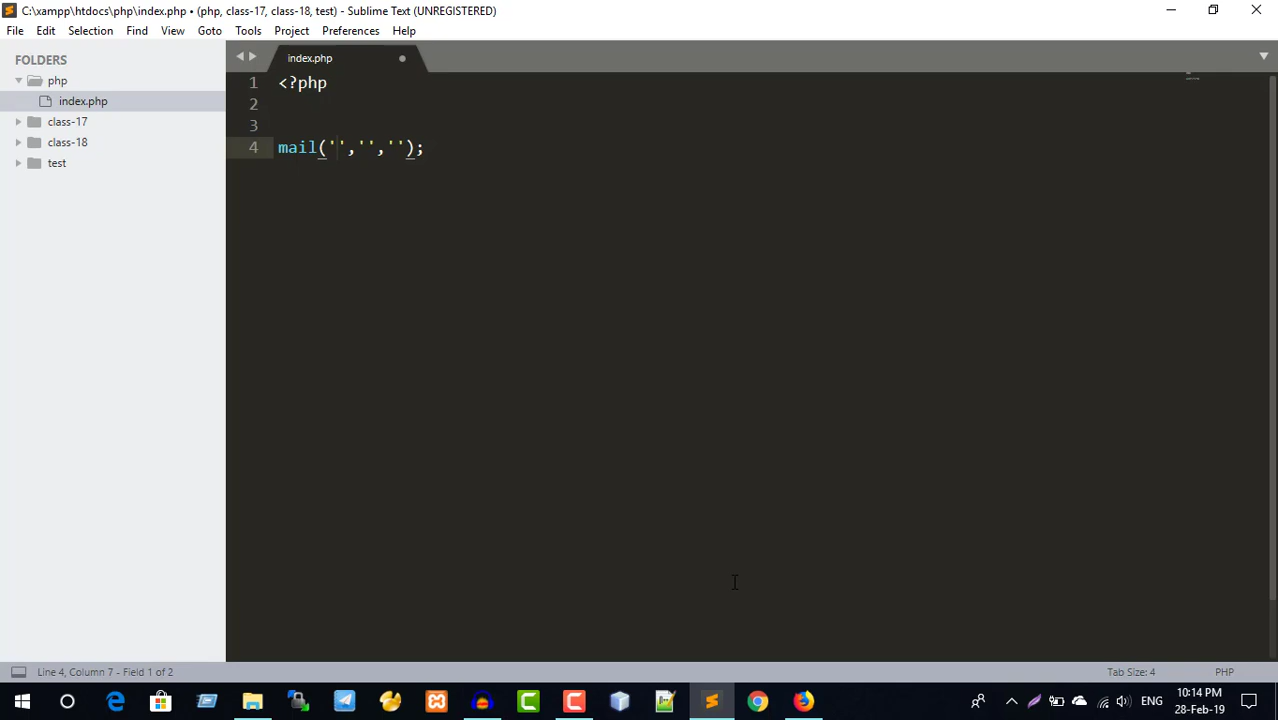 C:\xampp\htdocs\php\index.php • (php, class-17, class-18, test) - Sublime Text (UNREGISTERED)
File Edit Selection Find View Goto Tools Project Preferences Help
FOLDERS
php
index.php
class-17
class-18
test
index.php
1 <?php
2
3
4 mail('','','');
Line 4, Column 7 - Field 1 of 2
Tab Size: 4
PHP
ENG
10:14 PM
28-Feb-19